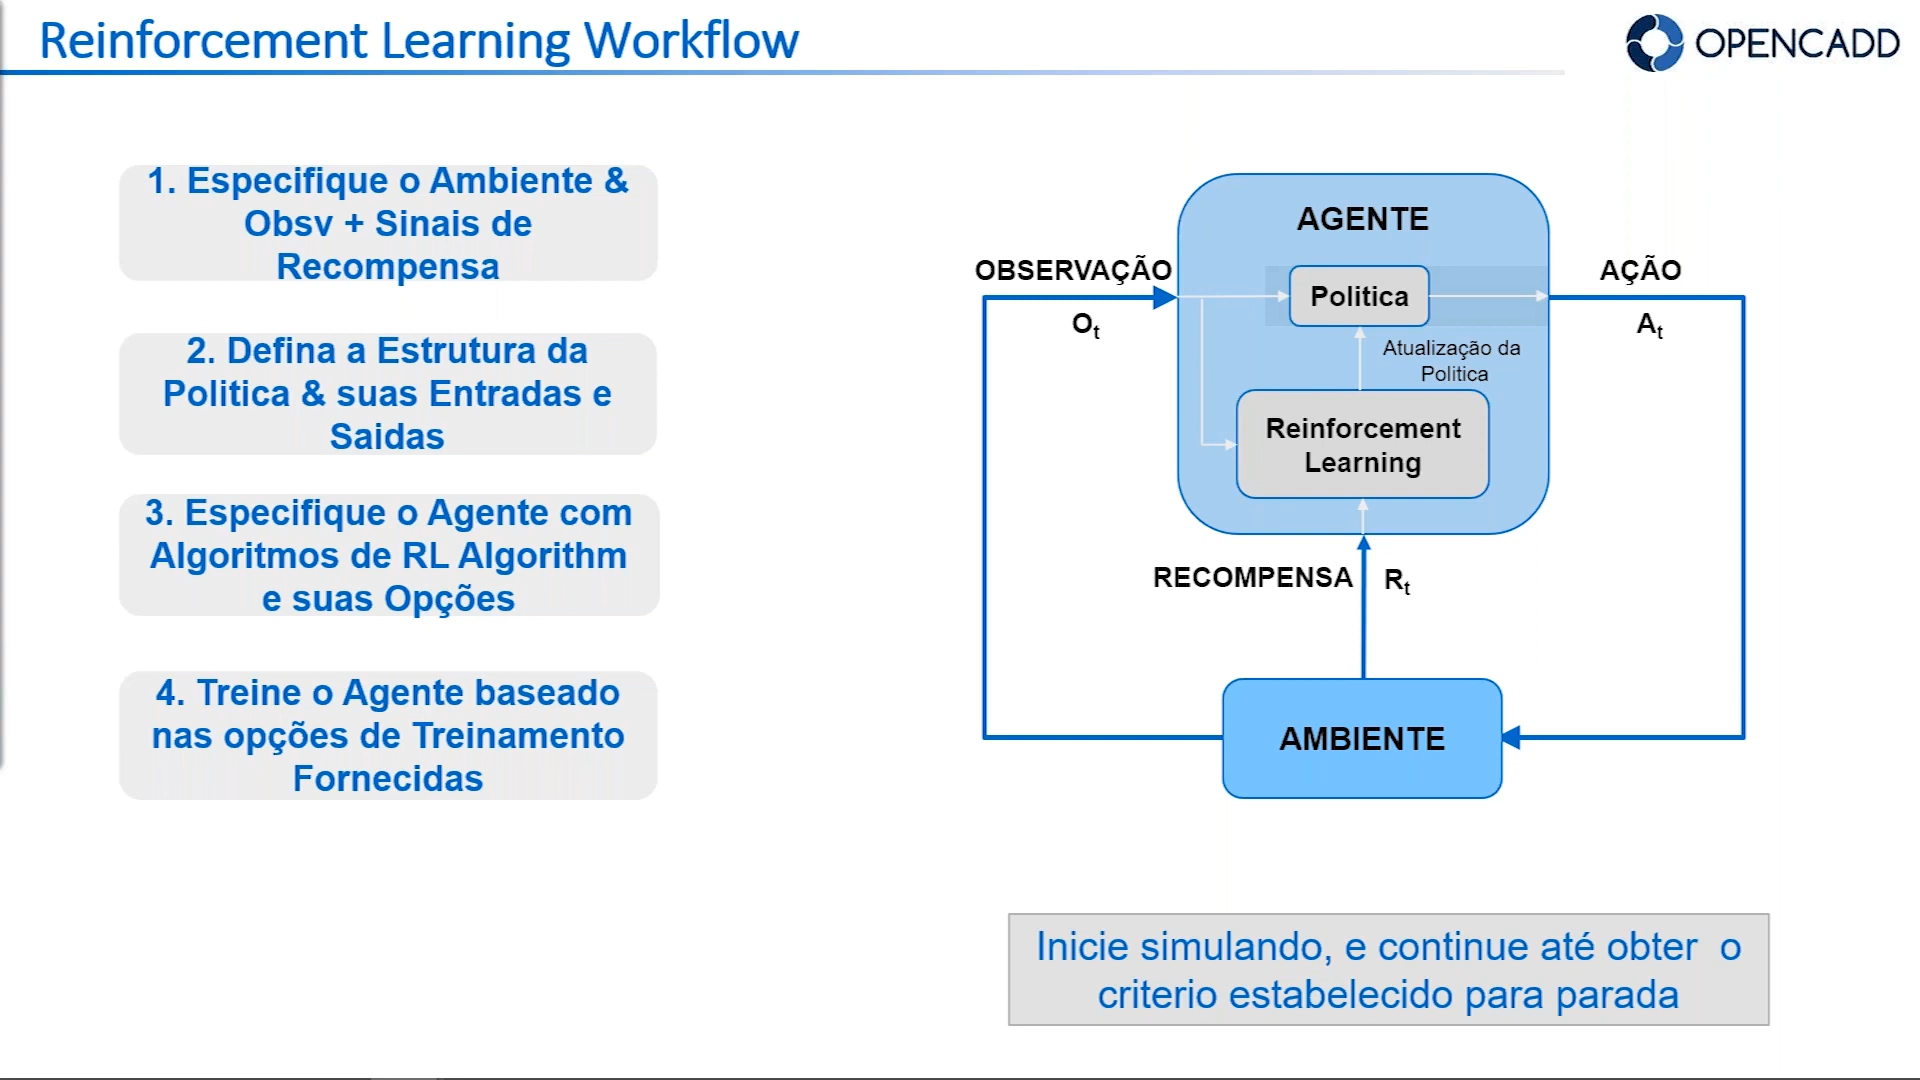 Reinforcement Learning Workflow
OPENCADD
1. Especifique o Ambiente &
Obsv + Sinais de
Recompensa
2. Defina a Estrutura da
Politica & suas Entradas e
Saidas
3. Especifique o Agente com
Algoritmos de RL Algorithm
e suas Opções
4. Treine o Agente baseado
nas opções de Treinamento
Fornecidas
AGENTE
OBSERVAÇÃO
Ot
Politica
AÇÃO
At
Atualização da
Politica
Reinforcement
Learning
RECOMPENSA Rt
AMBIENTE
Inicie simulando, e continue até obter o
criterio estabelecido para parada